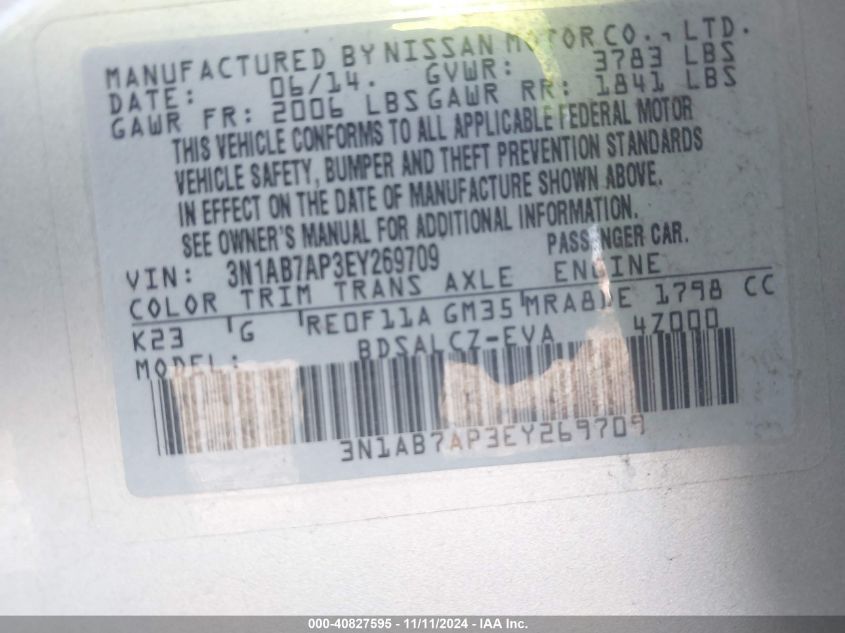 MANUFACTURED BY NISSAN MOTOR CO., LTD.
DATE: 06/14. GVWR: 3783 LBS
GAWR FR: 2006 LBS GAWR RR: 1841 LBS
THIS VEHICLE CONFORMS TO ALL APPLICABLE FEDERAL MOTOR
VEHICLE SAFETY, BUMPER AND THEFT PREVENTION STANDARDS
IN EFFECT ON THE DATE OF MANUFACTURE SHOWN ABOVE.
SEE OWNER'S MANUAL FOR ADDITIONAL INFORMATION.
VIN: 3N1AB7AP3EY269709 PASSENGER CAR.
COLOR TRIM TRANS AXLE ENGINE
K23 G RE0F11A GM35 MRA8DE 1798 CC
MODEL: BDSALCZ-EVA 4Z000
3N1AB7AP3EY269709
000-40827595 - 11/11/2024 - IAA Inc.